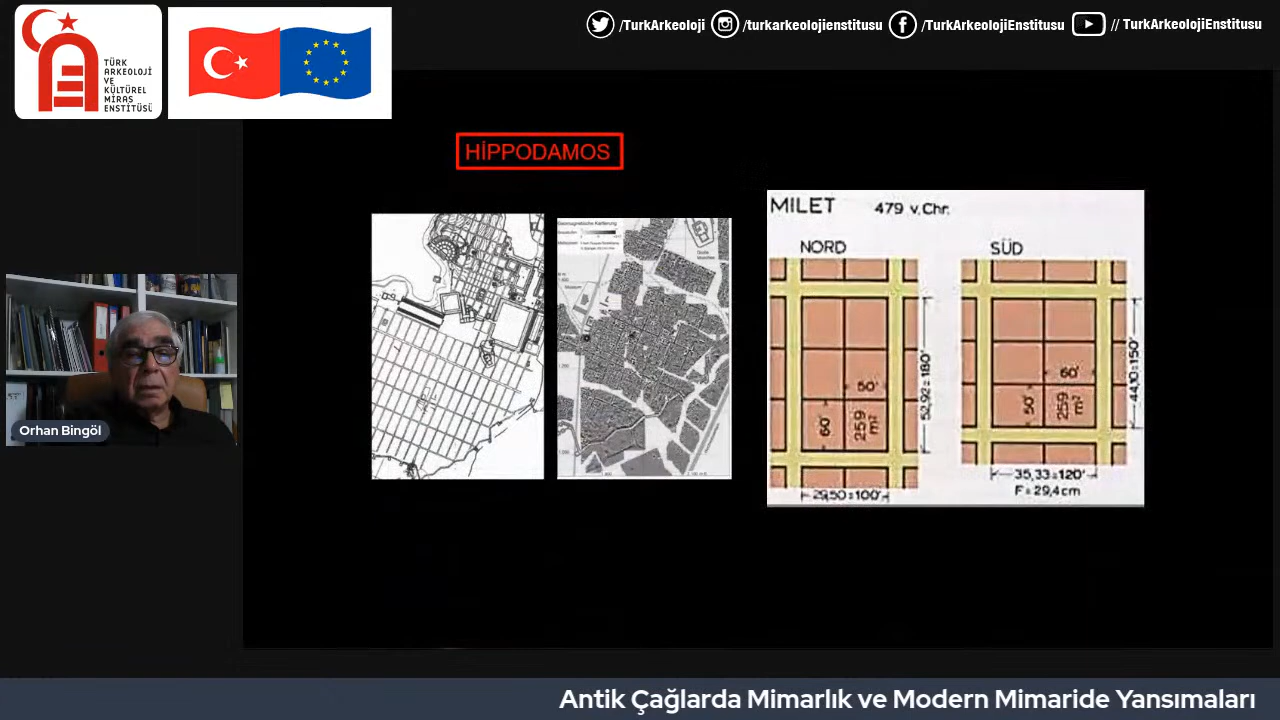 TÜRK
ARKEOLOJİ
VE
KÜLTÜREL
MİRAS
ENSTİTÜSÜ
/TurkArkeoloji
/turkarkeolojienstitusu
/TurkArkeolojiEnstitusu
// TurkArkeolojiEnstitusu
HİPPODAMOS
MILET 479 v.Chr.
NORD
SÜD
50'
60'
259 m²
52,92=180'
29,50=100'
60'
50'
259 m²
44,10=150'
35,33=120'
F=29,4cm
Orhan Bingöl
Antik Çağlarda Mimarlık ve Modern Mimaride Yansımaları